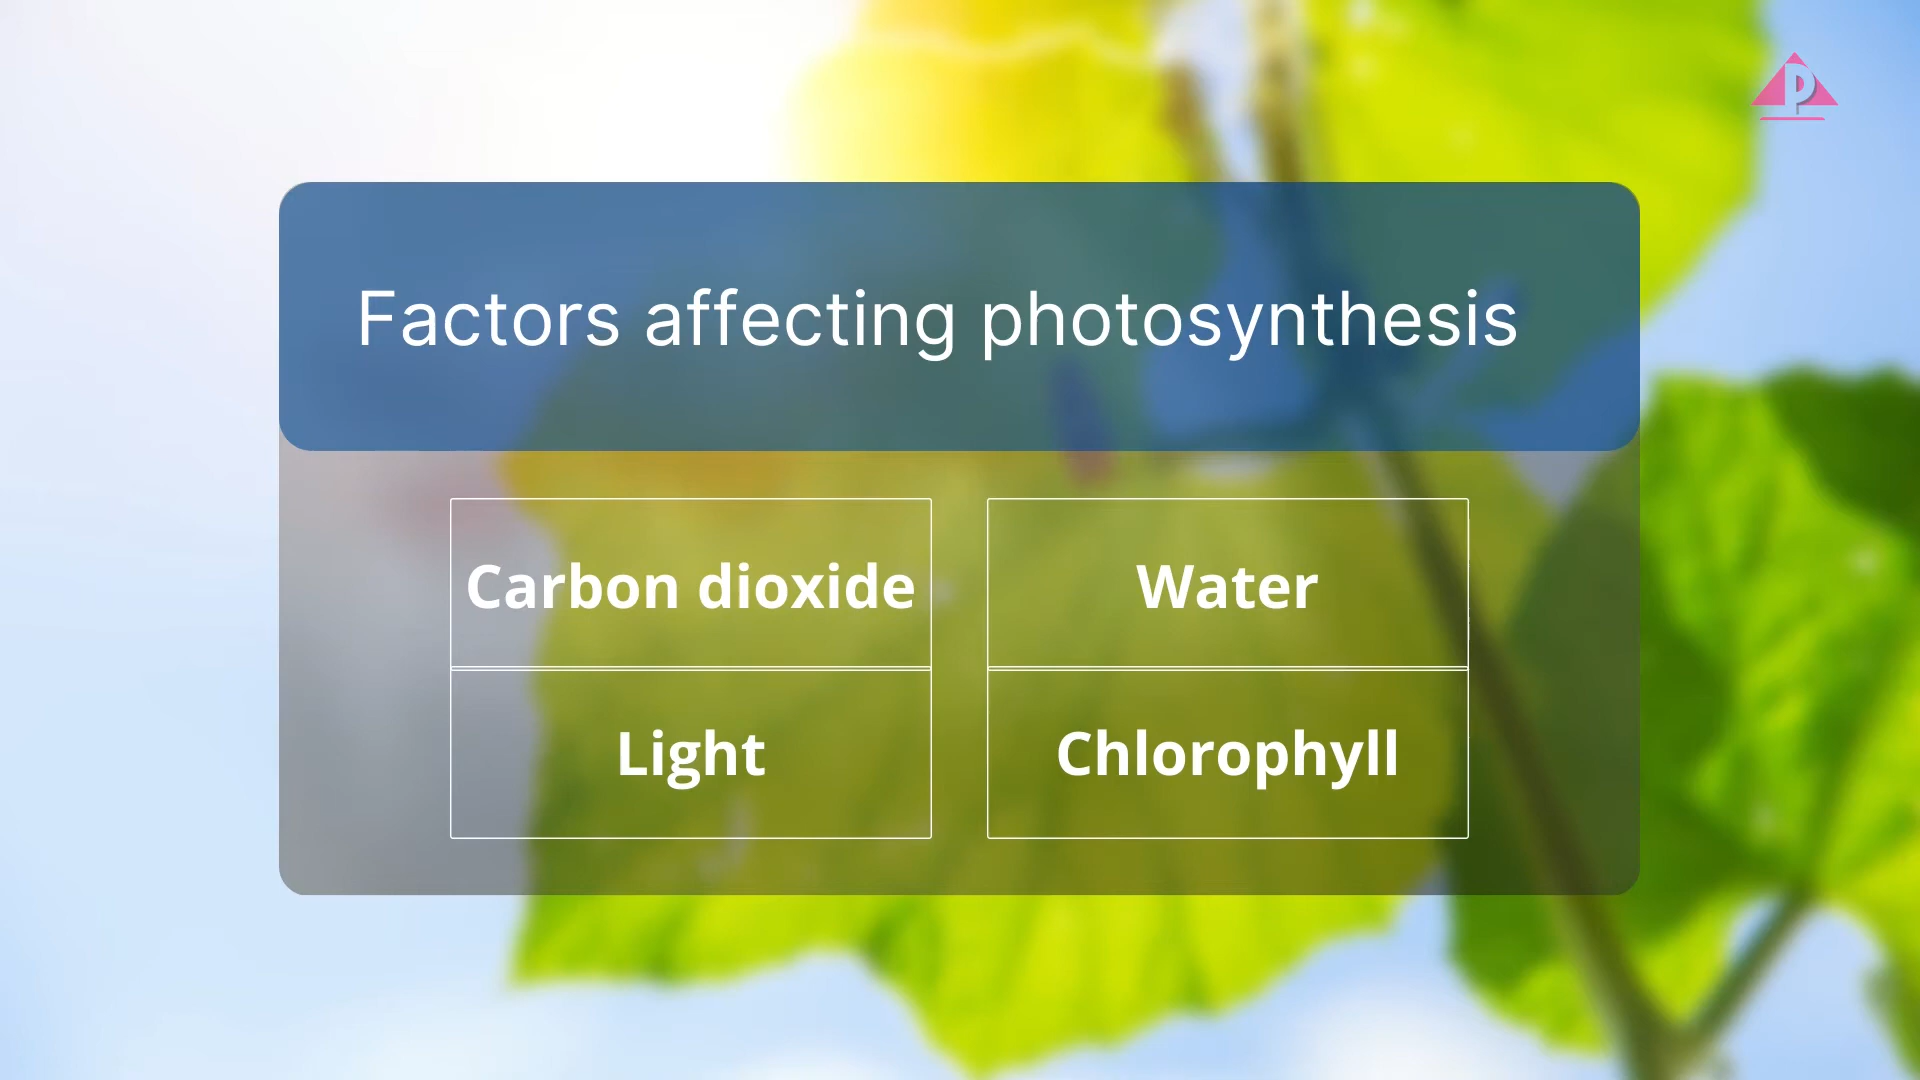 P
Factors affecting photosynthesis
Carbon dioxide
Water
Light
Chlorophyll